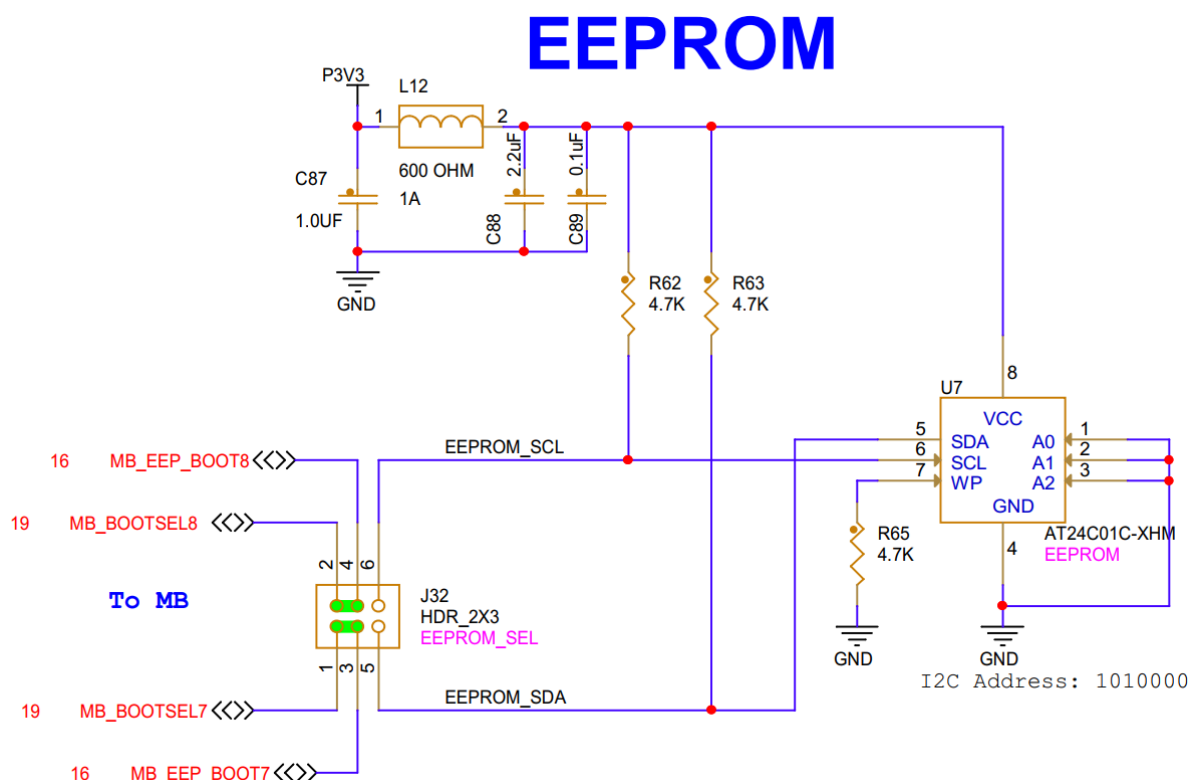 EEPROM
P3V3
L12
1
2
600 OHM
1A
C87
1.0UF
2.2uF
C88
0.1uF
C89
GND
R62
4.7K
R63
4.7K
U7
8
VCC
5
SDA
A0
1
6
SCL
A1
2
7
WP
A2
3
GND
4
AT24C01C-XHM
EEPROM
R65
4.7K
GND
GND
I2C Address: 1010000
EEPROM_SCL
16
MB_EEP_BOOT8
19
MB_BOOTSEL8
To MB
2
4
6
J32
HDR_2X3
EEPROM_SEL
1
3
5
19
MB_BOOTSEL7
EEPROM_SDA
16
MB_EEP_BOOT7